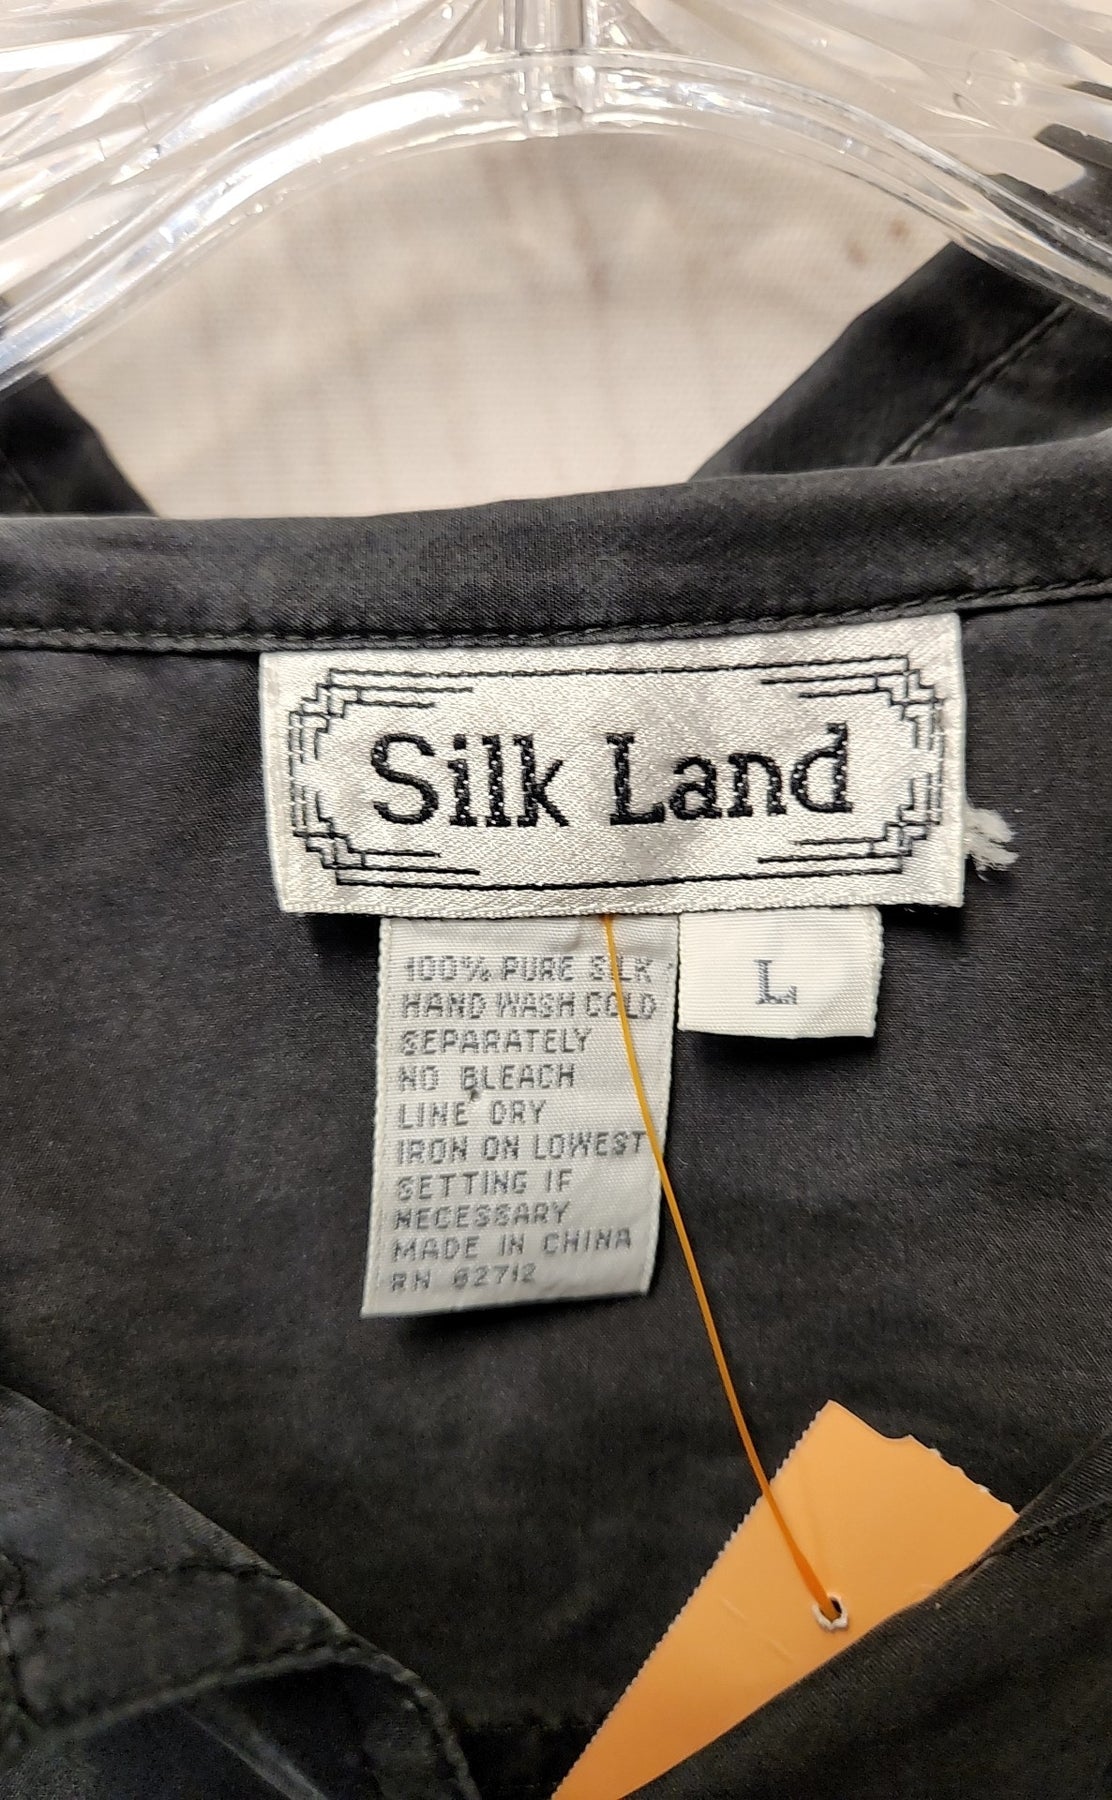 Silk Land
L
100% PURE SILK
HAND WASH COLD
SEPARATELY
NO BLEACH
LINE DRY
IRON ON LOWEST
SETTING IF
NECESSARY
MADE IN CHINA
RN 82712